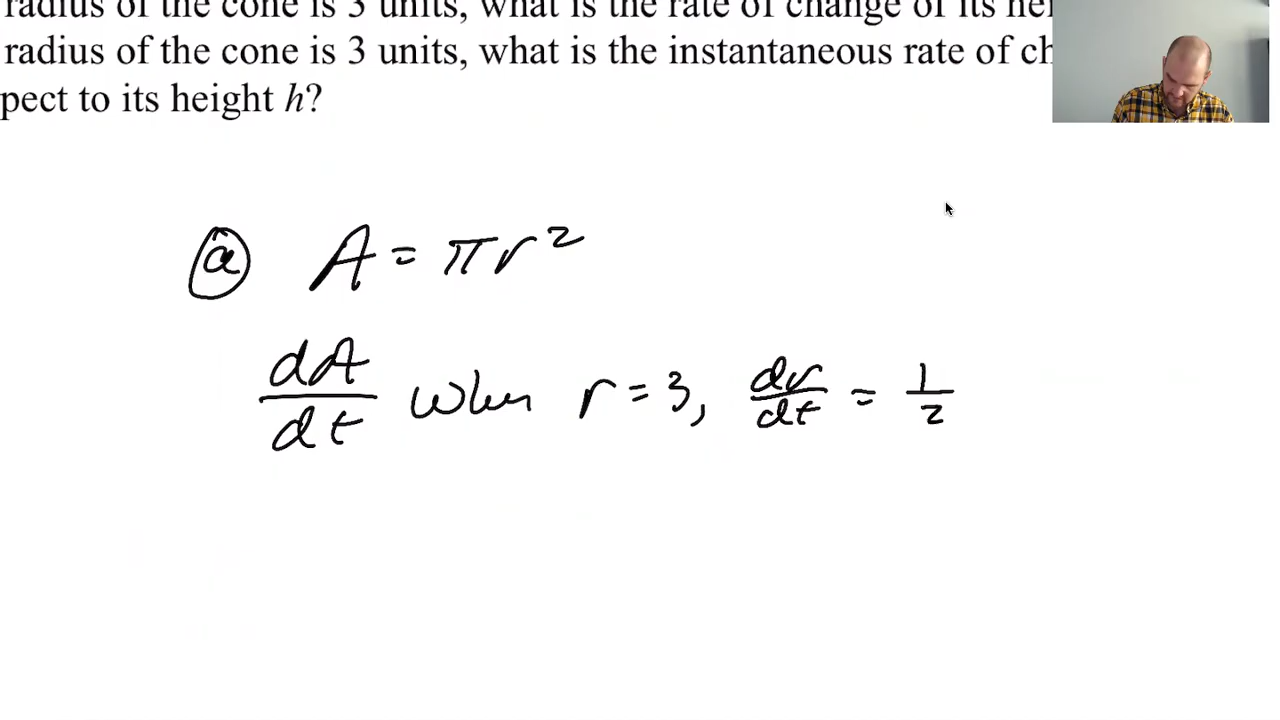 radius of the cone is 3 units, what is the rate of change of its
radius of the cone is 3 units, what is the instantaneous rate of
pect to its height h?
(a) A = πr²
dA/dt when r = 3, dr/dt = 1/2